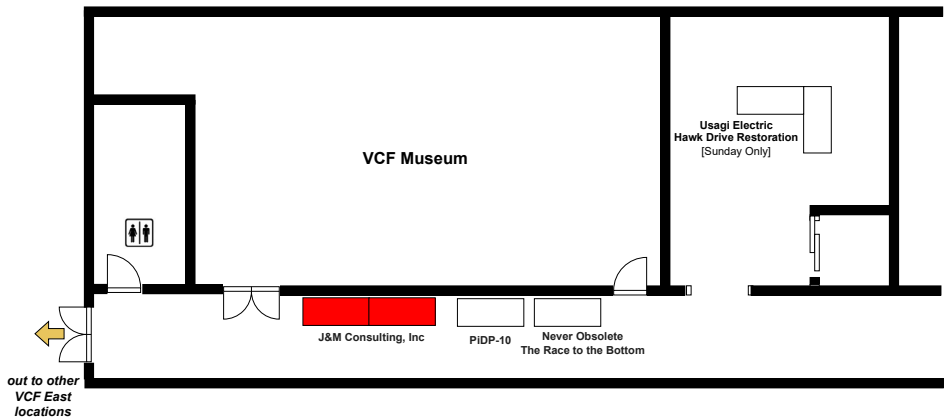 VCF Museum
Usagi Electric
Hawk Drive Restoration
[Sunday Only]
J&M Consulting, Inc
PiDP-10
Never Obsolete
The Race to the Bottom
out to other
VCF East
locations